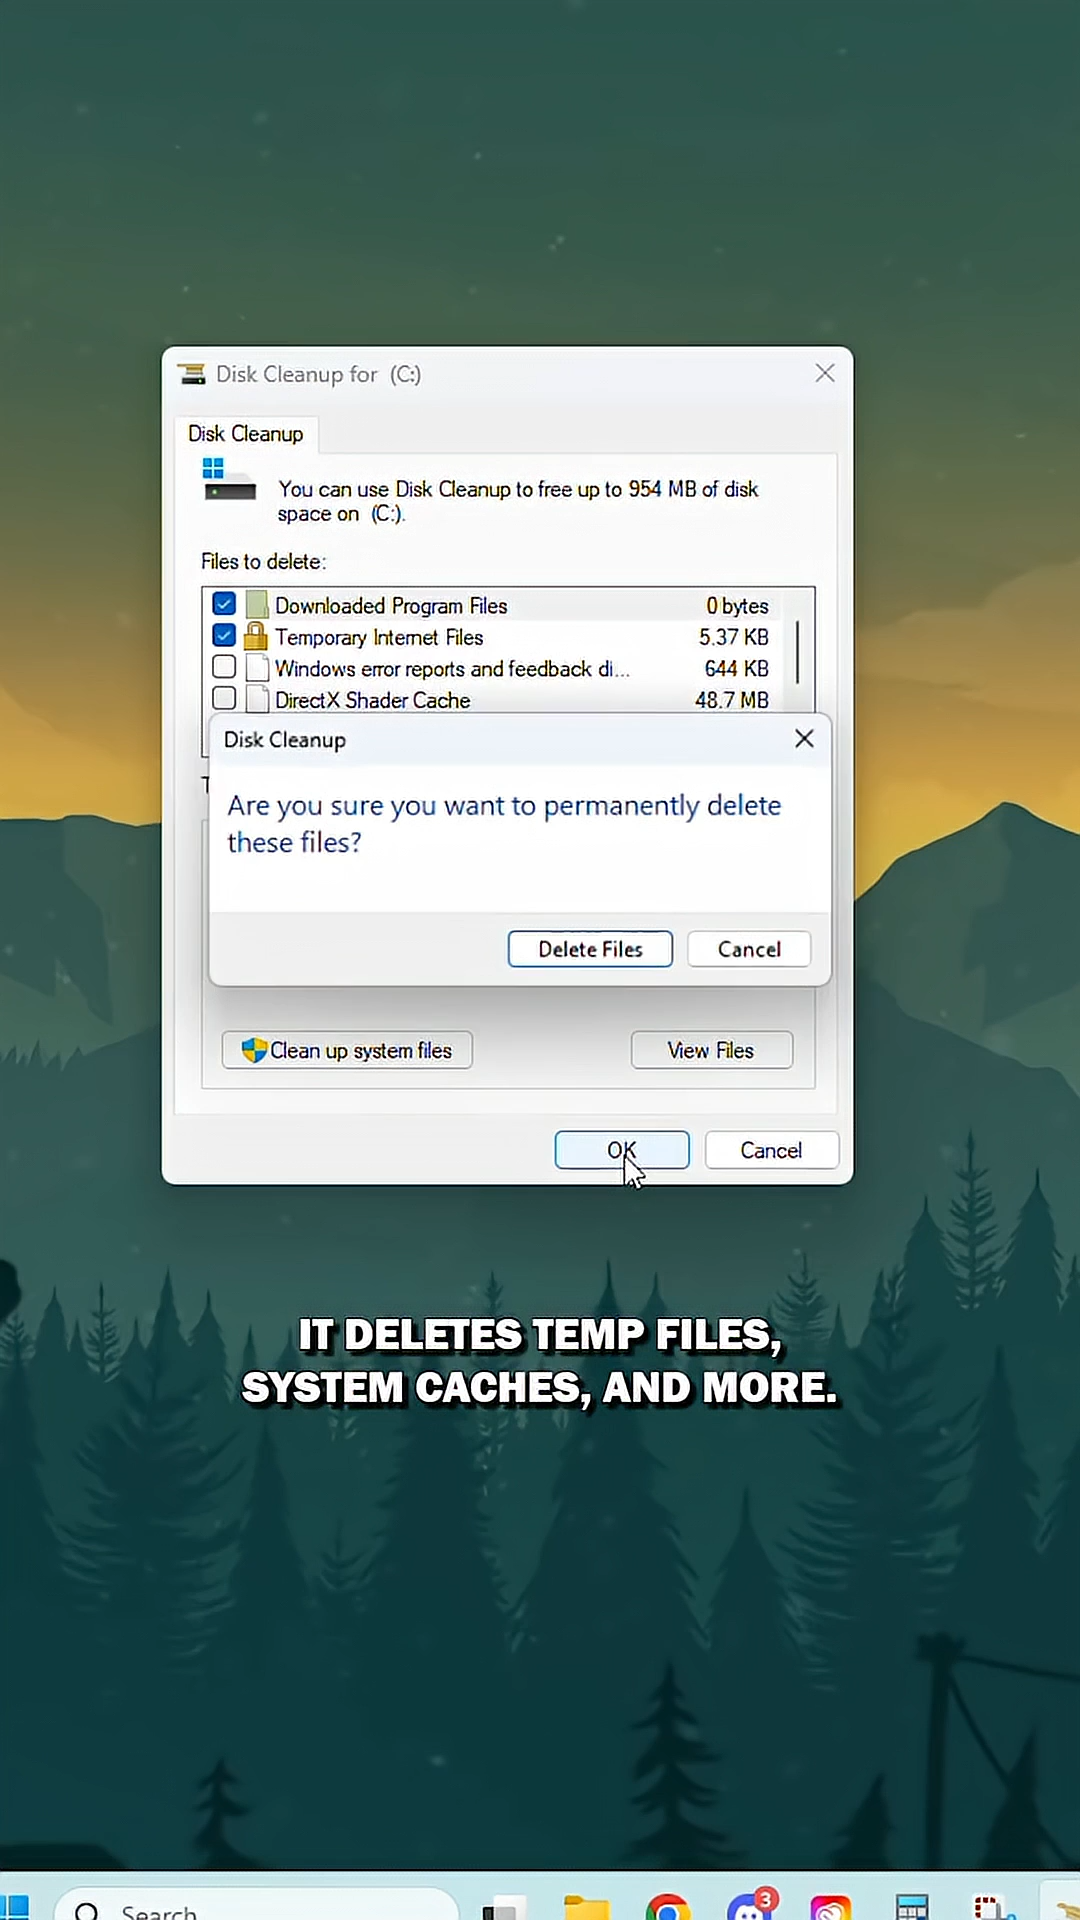 Disk Cleanup for (C:)
Disk Cleanup
You can use Disk Cleanup to free up to 954 MB of disk
space on (C:).
Files to delete:
Downloaded Program Files 0 bytes
Temporary Internet Files 5.37 KB
Windows error reports and feedback di... 644 KB
DirectX Shader Cache 48.7 MB
Disk Cleanup
Are you sure you want to permanently delete
these files?
Delete Files Cancel
Clean up system files View Files
OK Cancel
IT DELETES TEMP FILES,
SYSTEM CACHES, AND MORE.
Search 3